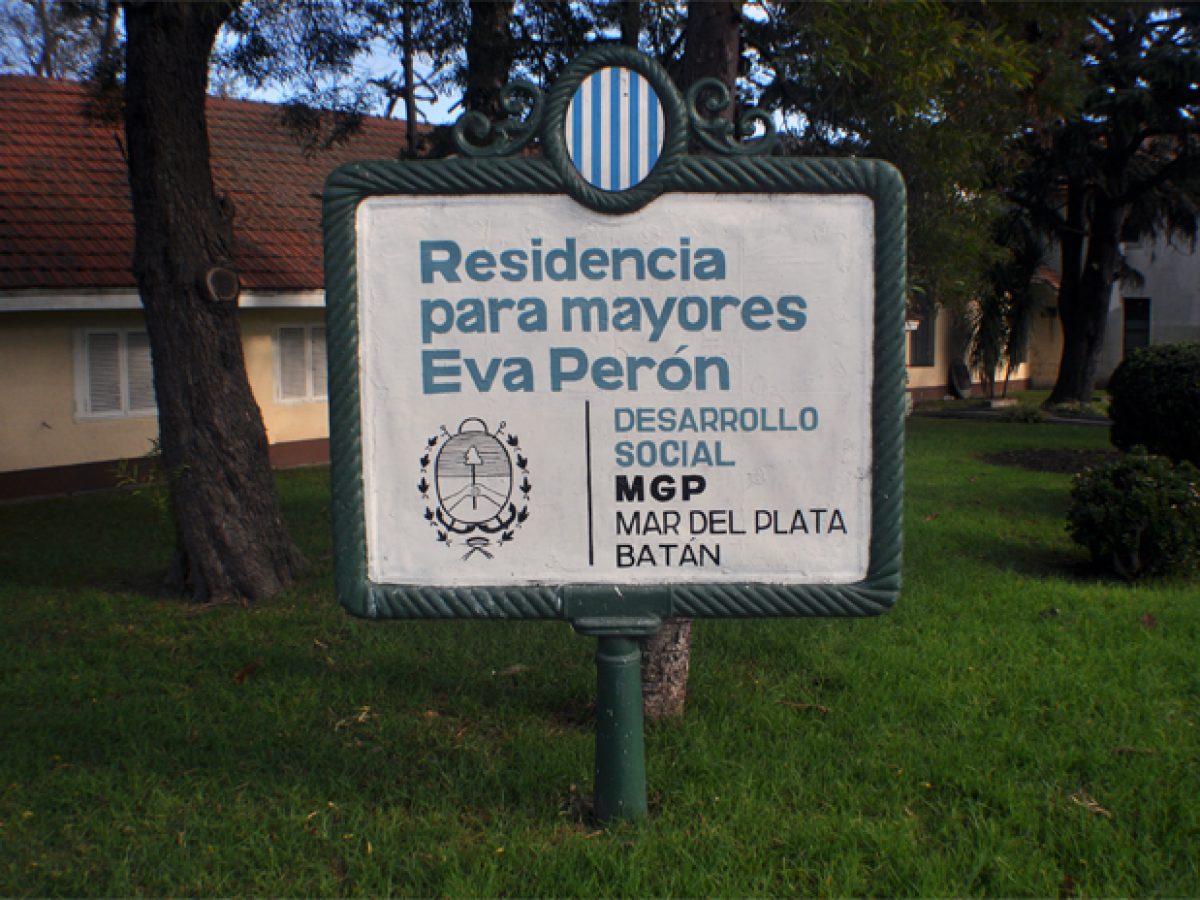 Residencia
para mayores
Eva Perón
DESARROLLO
SOCIAL
MGP
MAR DEL PLATA
BATÁN